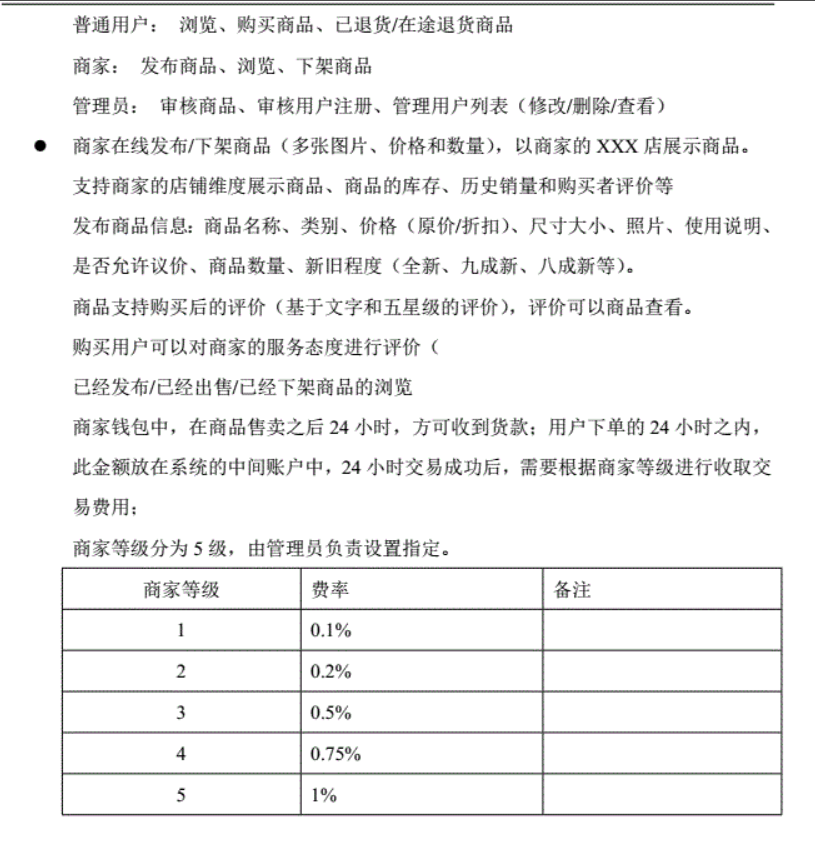 普通用户： 浏览、购买商品、已退货/在途退货商品
商家： 发布商品、浏览、下架商品
管理员： 审核商品、审核用户注册、管理用户列表（修改/删除/查看）
● 商家在线发布/下架商品（多张图片、价格和数量），以商家的 XXX 店展示商品。
支持商家的店铺维度展示商品、商品的库存、历史销量和购买者评价等
发布商品信息：商品名称、类别、价格（原价/折扣）、尺寸大小、照片、使用说明、
是否允许议价、商品数量、新旧程度（全新、九成新、八成新等）。
商品支持购买后的评价（基于文字和五星级的评价），评价可以商品查看。
购买用户可以对商家的服务态度进行评价（
已经发布/已经出售/已经下架商品的浏览
商家钱包中，在商品售卖之后 24 小时，方可收到货款；用户下单的 24 小时之内，
此金额放在系统的中间账户中，24 小时交易成功后，需要根据商家等级进行收取交
易费用；
商家等级分为 5 级，由管理员负责设置指定。
商家等级 费率 备注
1 0.1%
2 0.2%
3 0.5%
4 0.75%
5 1%